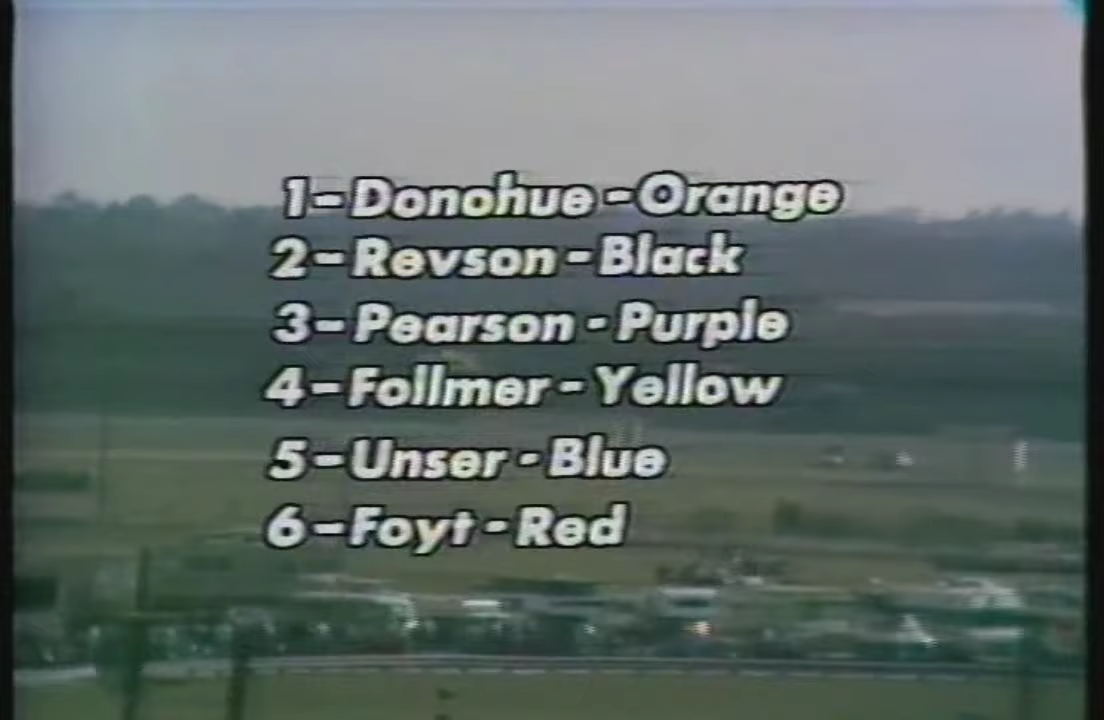 1-Donohue-Orange
2-Revson-Black
3-Pearson-Purple
4-Follmer-Yellow
5-Unser-Blue
6-Foyt-Red